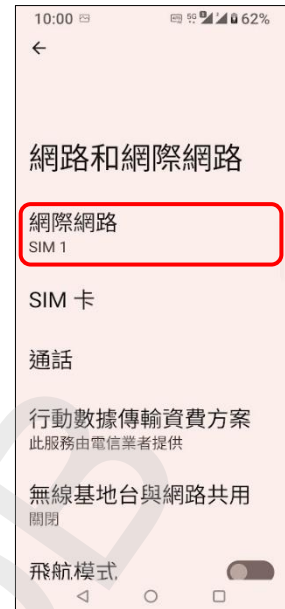 10:00 5G 62%
網路和網際網路
網際網路
SIM 1
SIM 卡
通話
行動數據傳輸資費方案
此服務由電信業者提供
無線基地台與網路共用
關閉
飛航模式